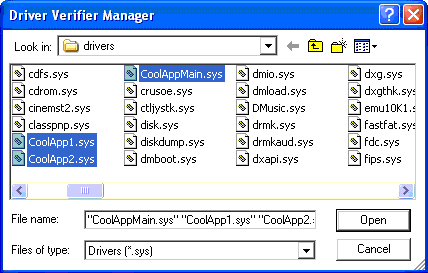 Driver Verifier Manager
Look in: drivers
cdfs.sys CoolAppMain.sys dmio.sys dxg.sys
cdrom.sys crusoe.sys dmload.sys dxgthk.sys
cinemst2.sys ctljystk.sys DMusic.sys emu10K1.sys
classpnp.sys disk.sys drmk.sys fastfat.sys
CoolApp1.sys diskdump.sys drmkaud.sys fdc.sys
CoolApp2.sys dmboot.sys dxapi.sys fips.sys
File name: "CoolAppMain.sys" "CoolApp1.sys" "CoolApp2.s Open
Files of type: Drivers (*.sys) Cancel